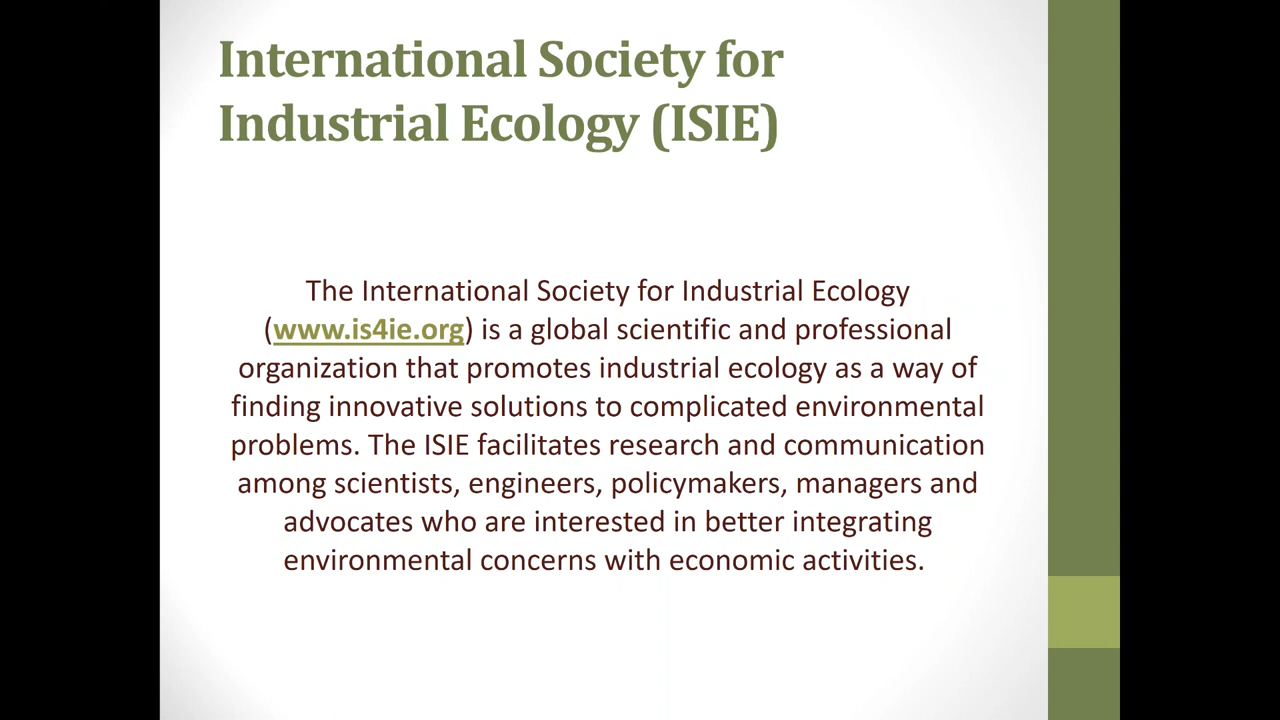 International Society for
Industrial Ecology (ISIE)
The International Society for Industrial Ecology
(www.is4ie.org) is a global scientific and professional
organization that promotes industrial ecology as a way of
finding innovative solutions to complicated environmental
problems. The ISIE facilitates research and communication
among scientists, engineers, policymakers, managers and
advocates who are interested in better integrating
environmental concerns with economic activities.